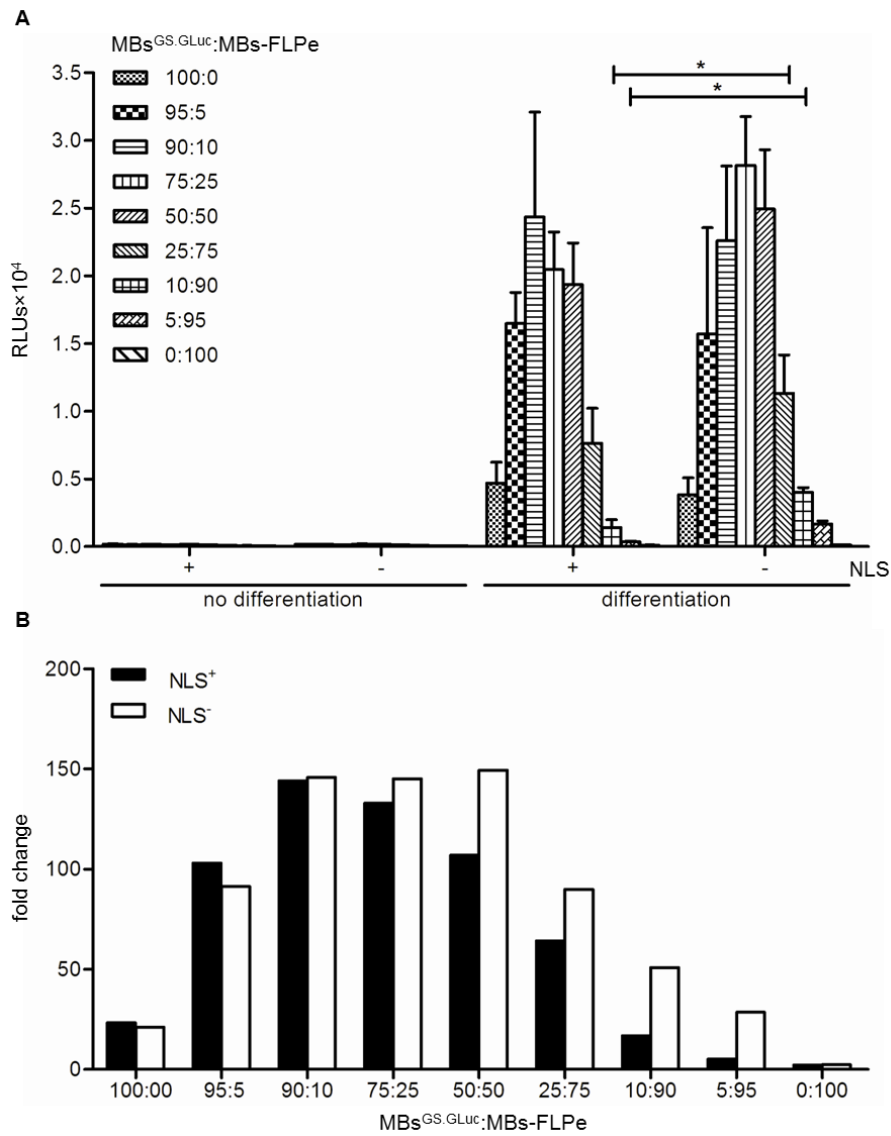 A
MBsGS.GLuc:MBs-FLPe
3.5
3.0
2.5
2.0
1.5
1.0
0.5
0.0
RLUs×10⁴
100:0
95:5
90:10
75:25
50:50
25:75
10:90
5:95
0:100
*
*
+ - + - NLS
no differentiation differentiation
B
200
150
100
50
0
fold change
NLS⁺
NLS⁻
100:00 95:5 90:10 75:25 50:50 25:75 10:90 5:95 0:100
MBsGS.GLuc:MBs-FLPe